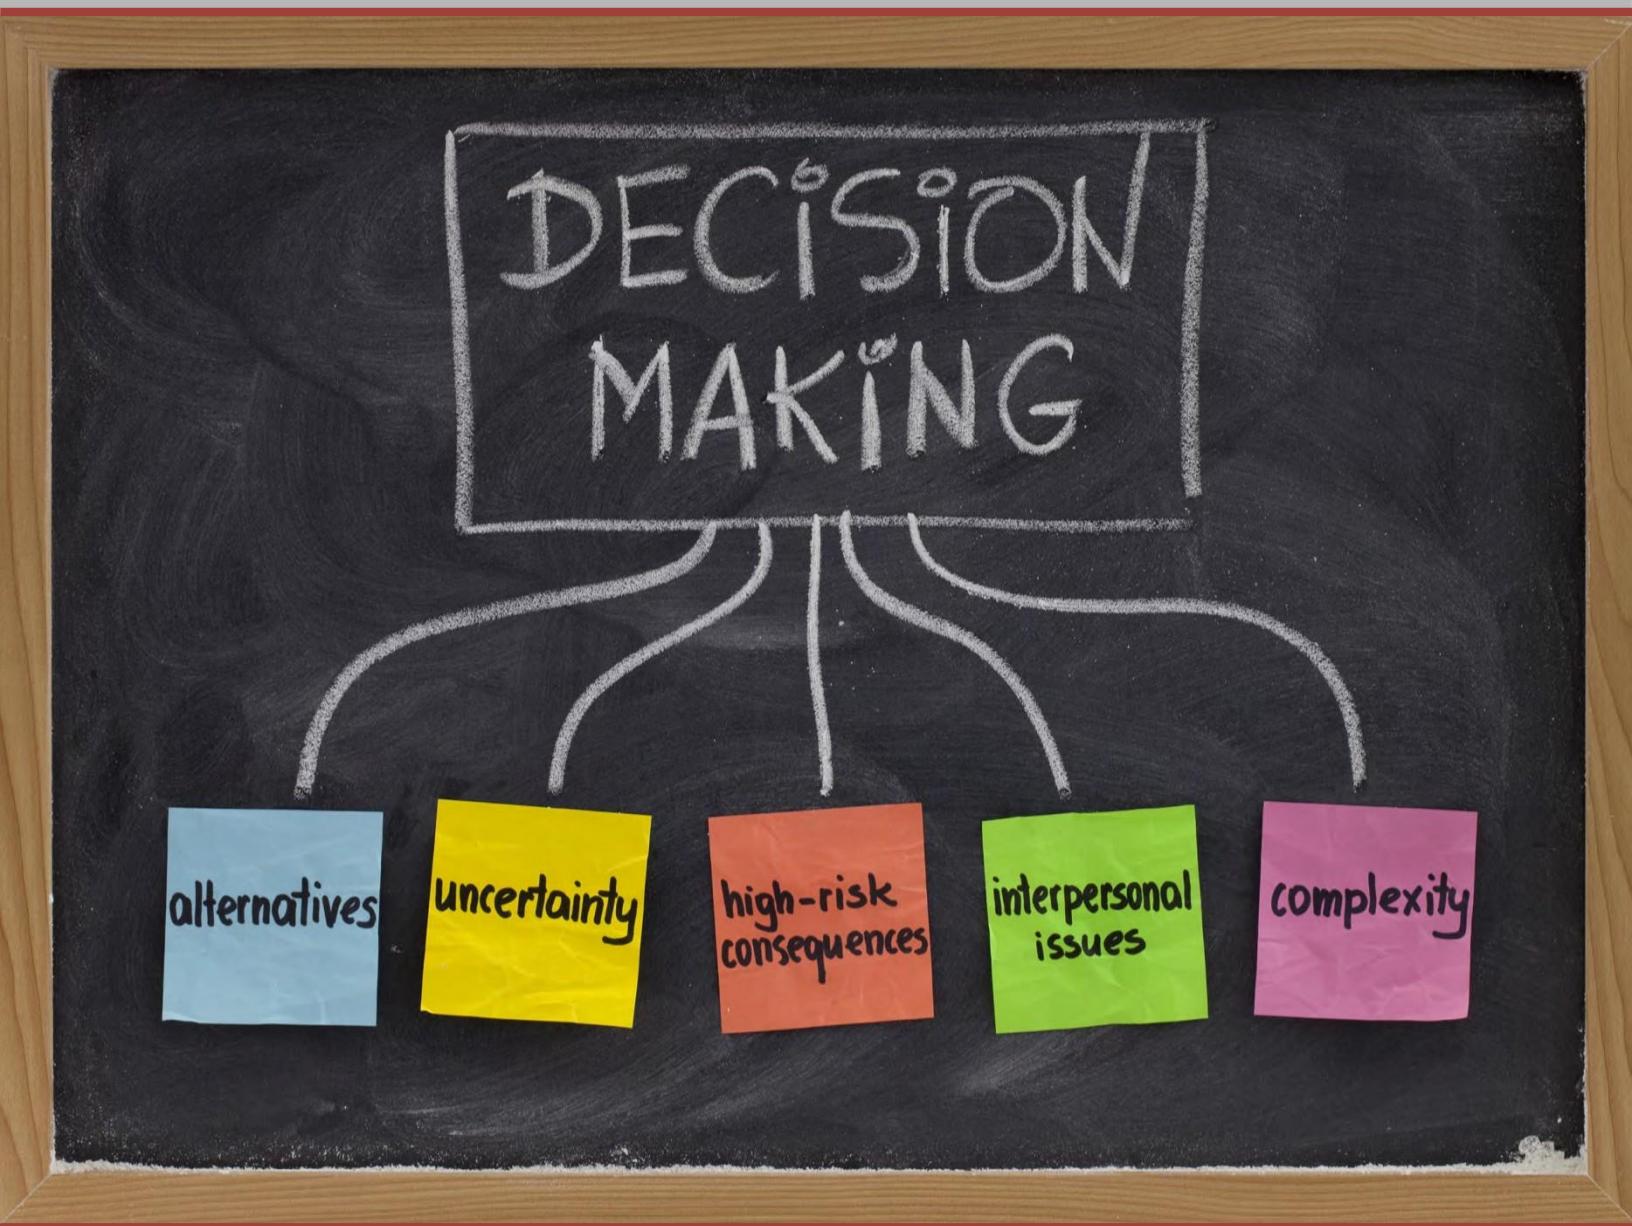 DECiSiON
MAKiNG
alternatives
uncertainty
high-risk
consequences
interpersonal
issues
complexity